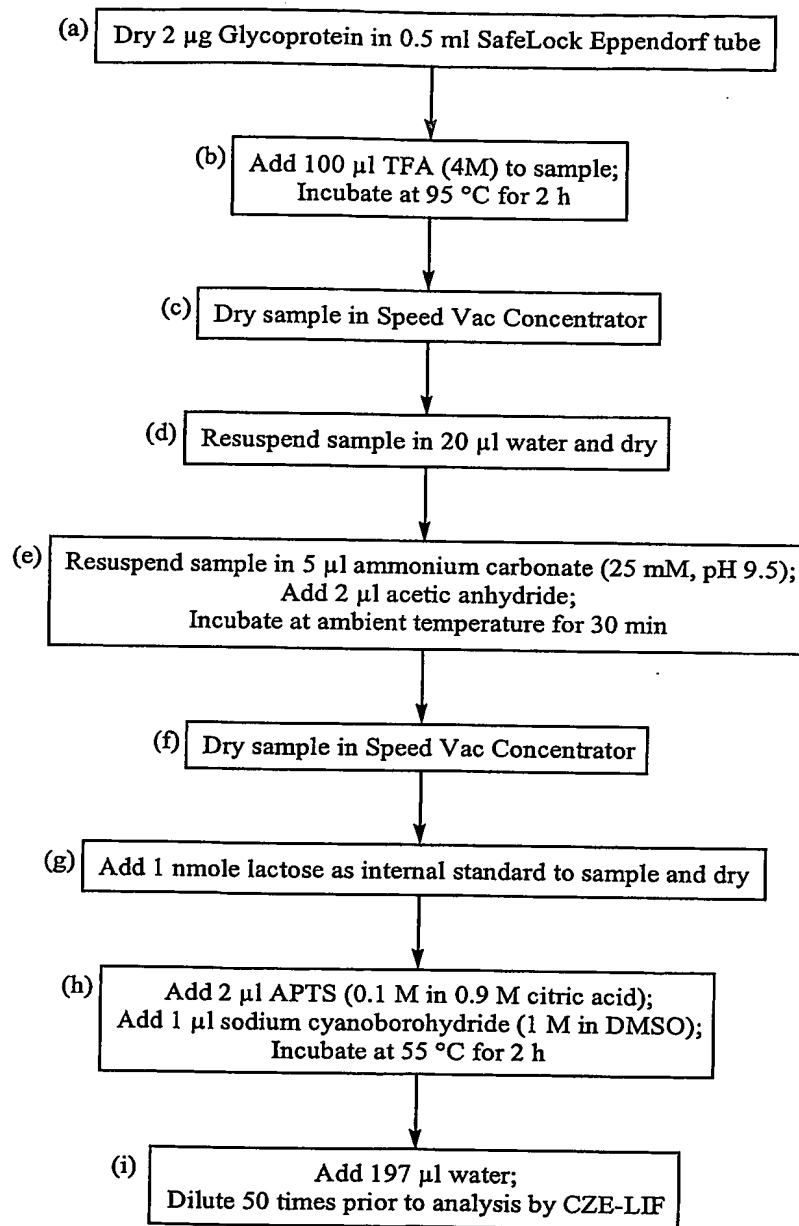 (a) Dry 2 µg Glycoprotein in 0.5 ml SafeLock Eppendorf tube
(b) Add 100 µl TFA (4M) to sample;
Incubate at 95 °C for 2 h
(c) Dry sample in Speed Vac Concentrator
(d) Resuspend sample in 20 µl water and dry
(e) Resuspend sample in 5 µl ammonium carbonate (25 mM, pH 9.5);
Add 2 µl acetic anhydride;
Incubate at ambient temperature for 30 min
(f) Dry sample in Speed Vac Concentrator
(g) Add 1 nmole lactose as internal standard to sample and dry
(h) Add 2 µl APTS (0.1 M in 0.9 M citric acid);
Add 1 µl sodium cyanoborohydride (1 M in DMSO);
Incubate at 55 °C for 2 h
(i) Add 197 µl water;
Dilute 50 times prior to analysis by CZE-LIF